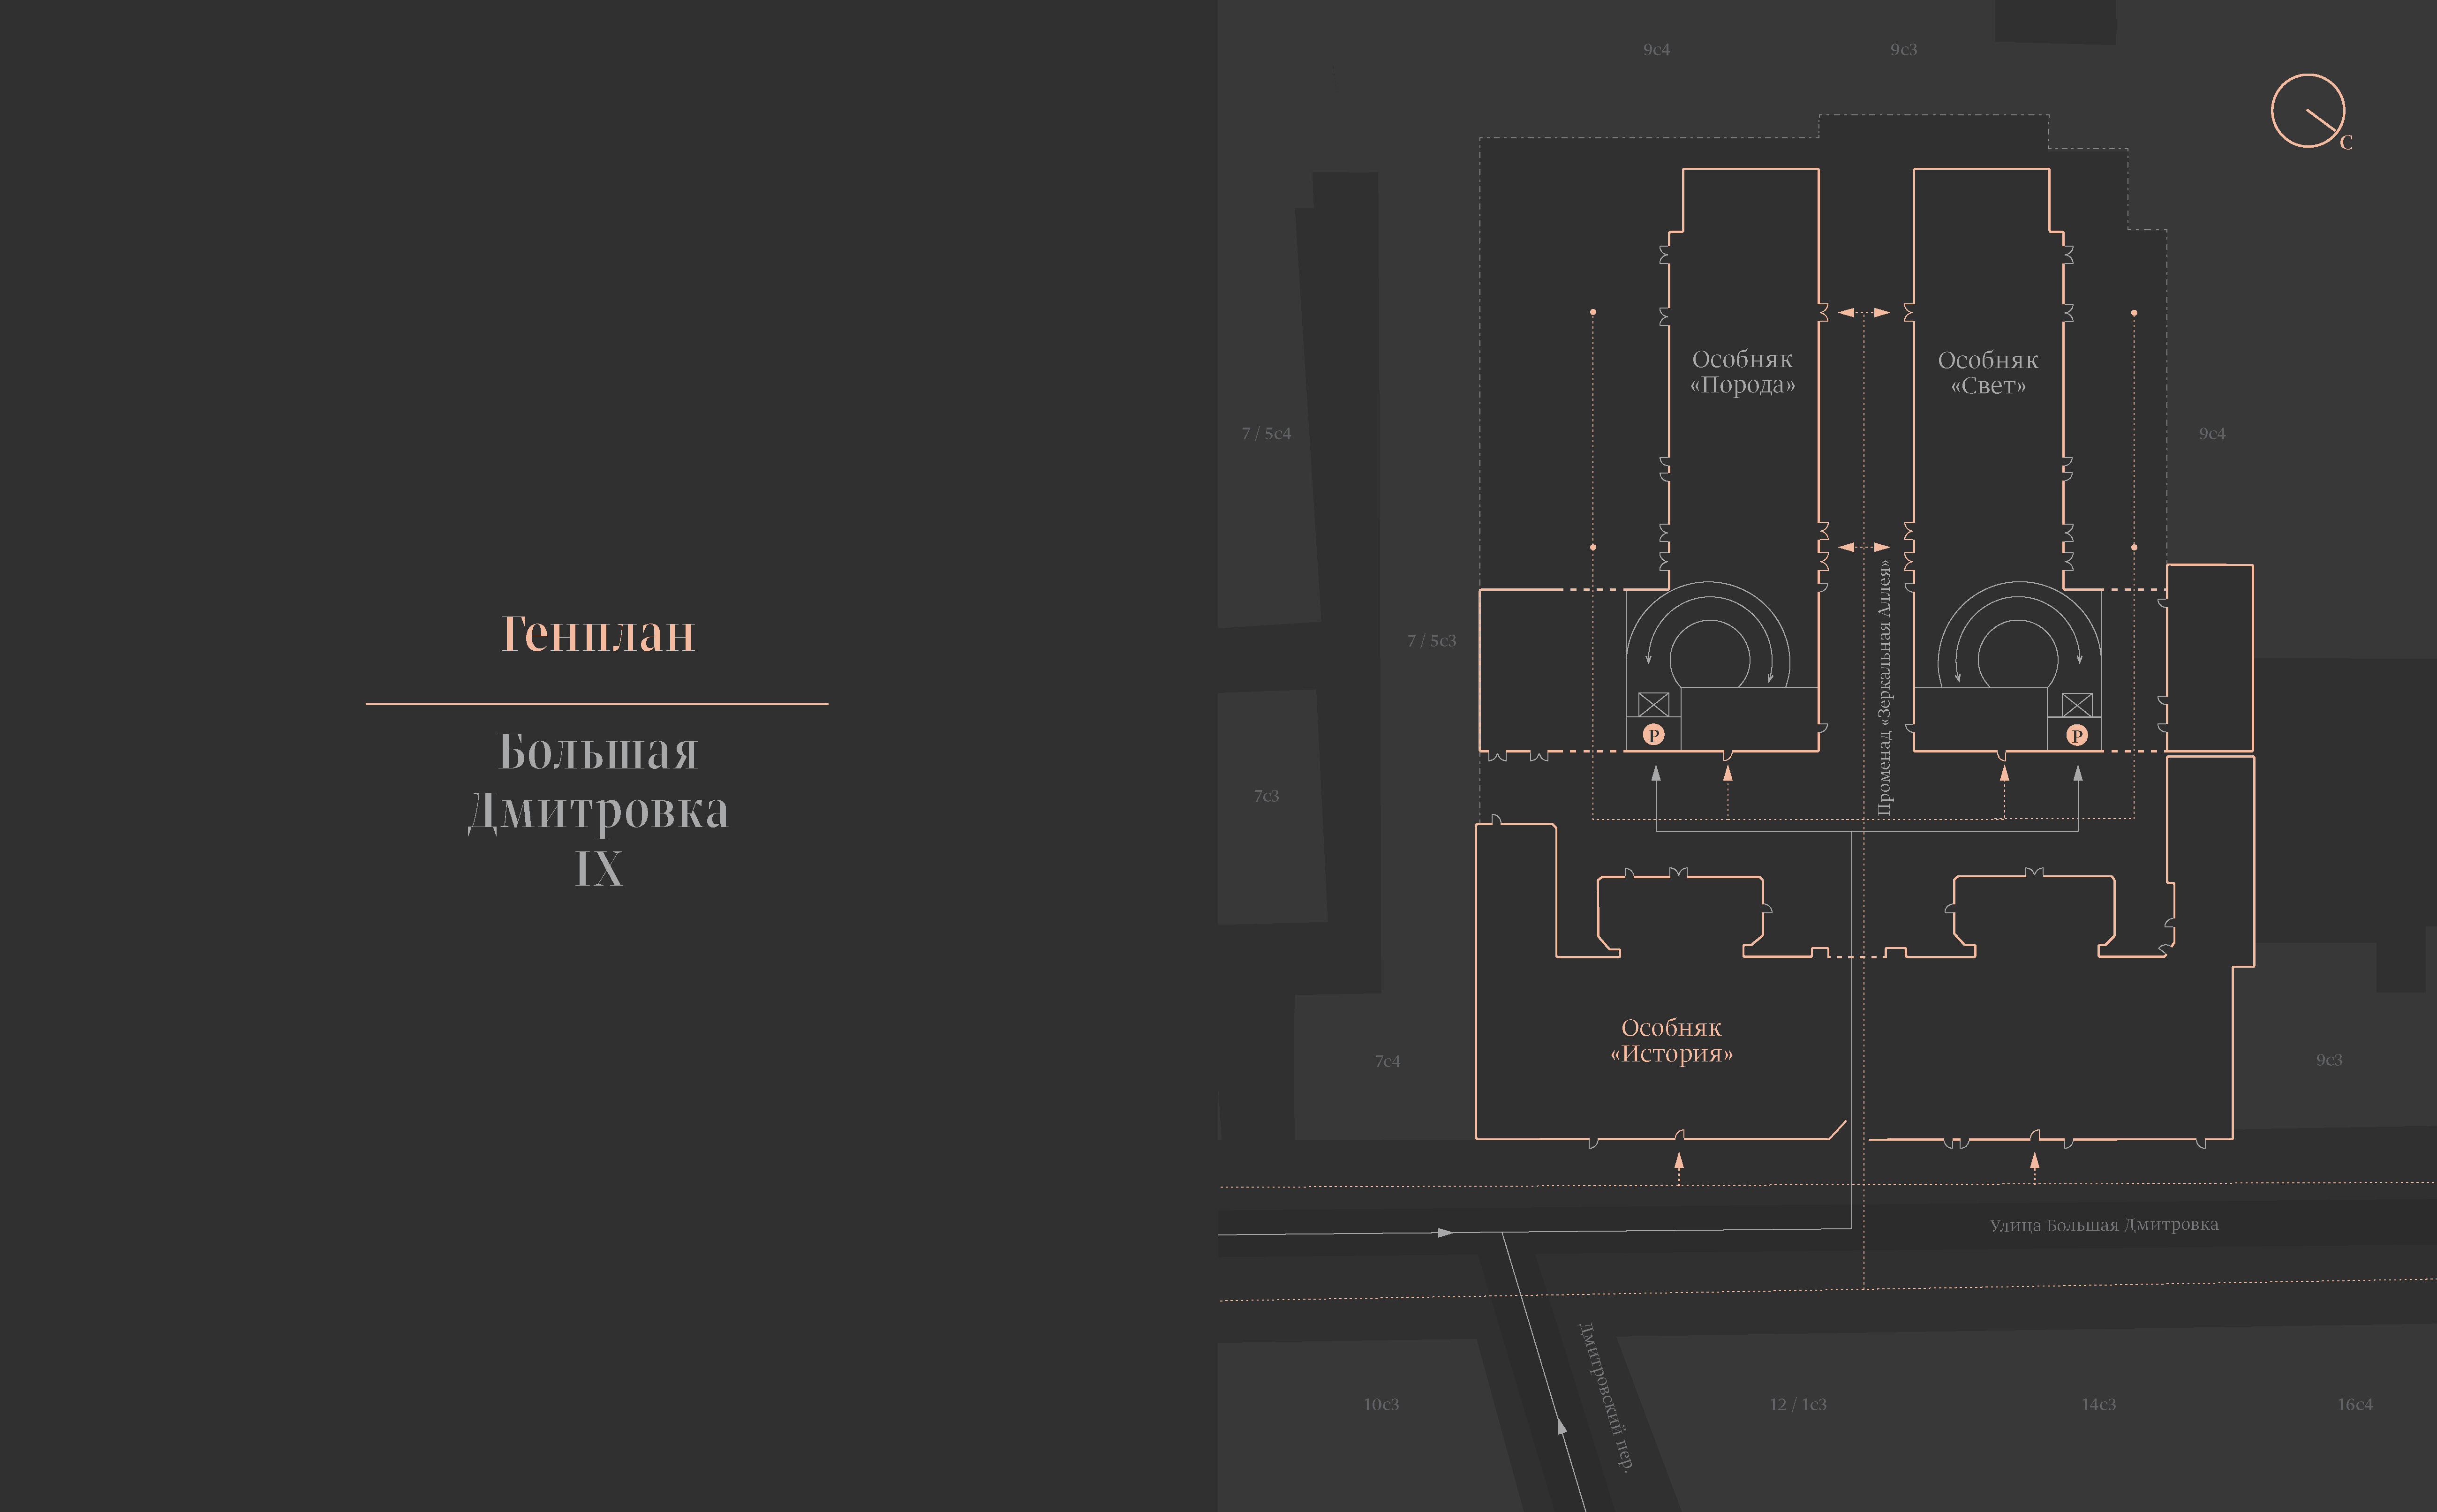 Генплан
Большая
Дмитровка
IX
9с4
9с3
С
Особняк
«Порода»
Особняк
«Свет»
7 / 5с4
9с4
7 / 5с3
Променад «Зеркальная Аллея»
P
P
7с3
Особняк
«История»
7с4
9с3
Улица Большая Дмитровка
Дмитровский пер.
10с3
12 / 1с3
14с3
16с4